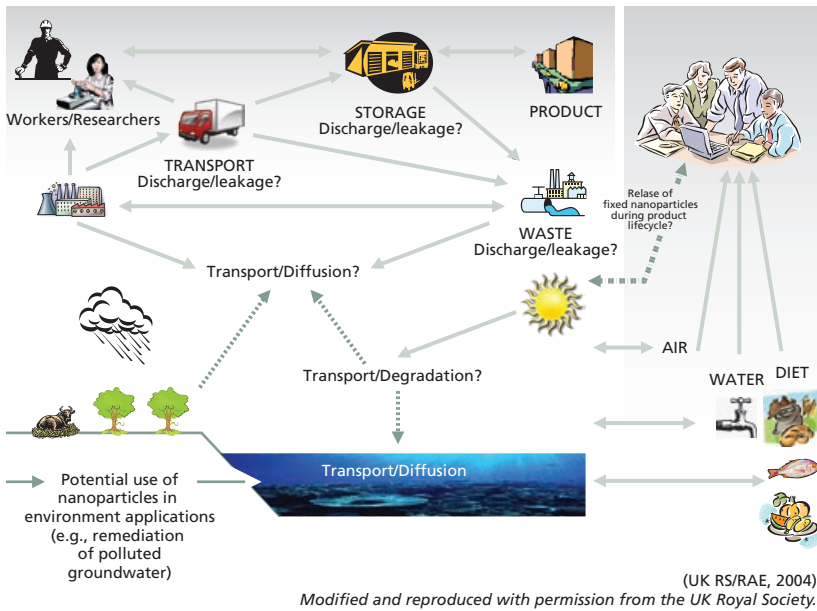 Workers/Researchers
STORAGE
Discharge/leakage?
PRODUCT
TRANSPORT
Discharge/leakage?
Relase of
fixed nanoparticles
during product
lifecycle?
WASTE
Discharge/leakage?
Transport/Diffusion?
AIR
Transport/Degradation?
WATER
DIET
Transport/Diffusion
Potential use of
nanoparticles in
environment applications
(e.g., remediation
of polluted
groundwater)
(UK RS/RAE, 2004)
Modified and reproduced with permission from the UK Royal Society.